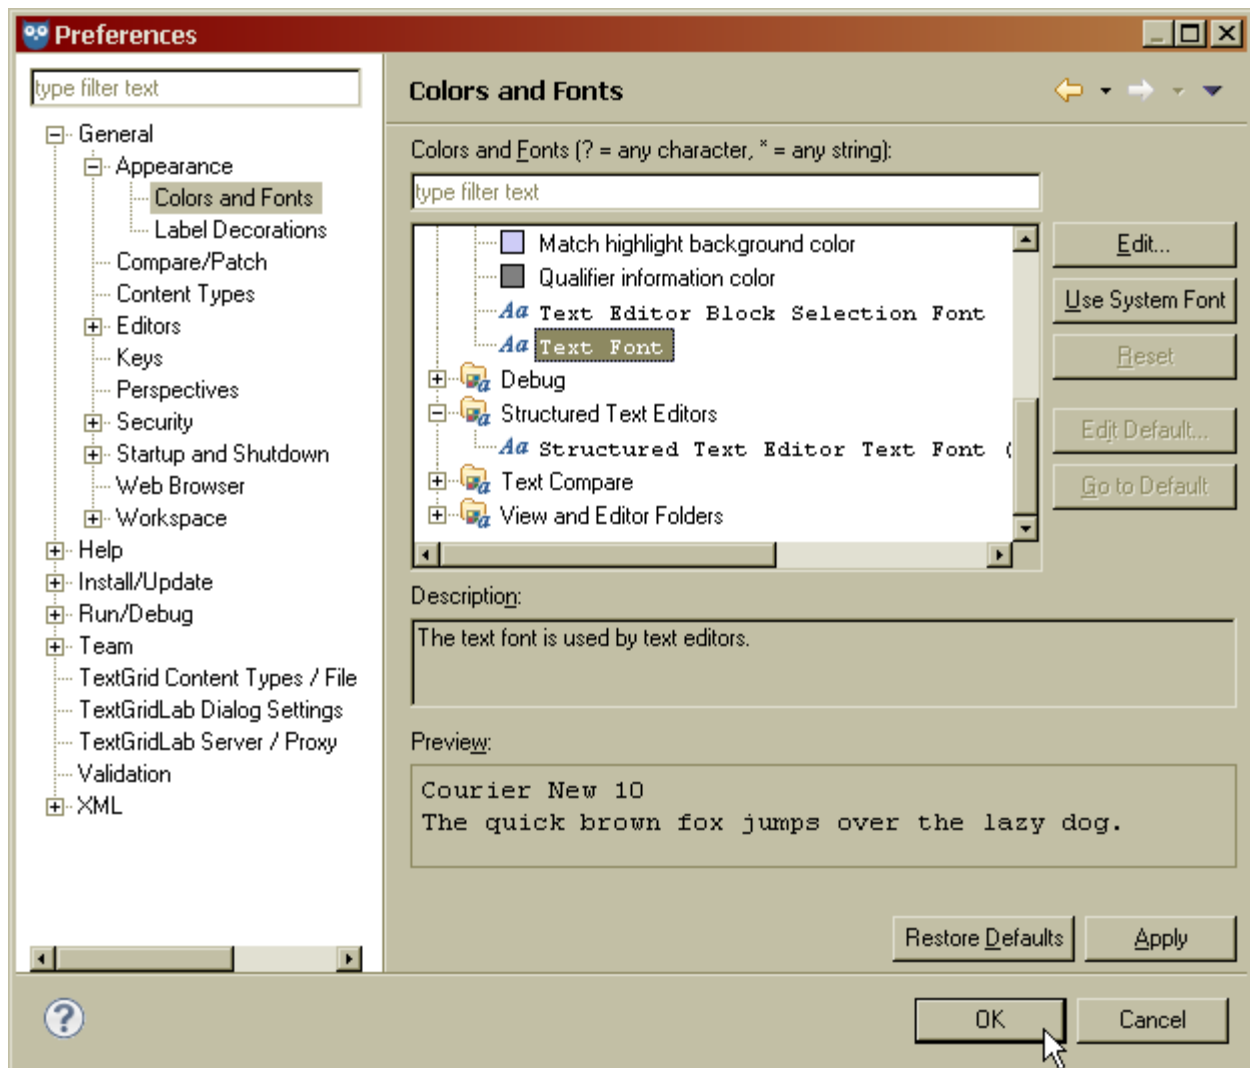 Preferences
type filter text
General
Appearance
Colors and Fonts
Label Decorations
Compare/Patch
Content Types
Editors
Keys
Perspectives
Security
Startup and Shutdown
Web Browser
Workspace
Help
Install/Update
Run/Debug
Team
TextGrid Content Types / File
TextGridLab Dialog Settings
TextGridLab Server / Proxy
Validation
XML
Colors and Fonts
Colors and Fonts (? = any character, * = any string):
type filter text
Match highlight background color
Qualifier information color
Aa Text Editor Block Selection Font
Aa Text Font
Debug
Structured Text Editors
Aa Structured Text Editor Text Font (
Text Compare
View and Editor Folders
Edit...
Use System Font
Reset
Edit Default...
Go to Default
Description:
The text font is used by text editors.
Preview:
Courier New 10
The quick brown fox jumps over the lazy dog.
Restore Defaults
Apply
OK
Cancel